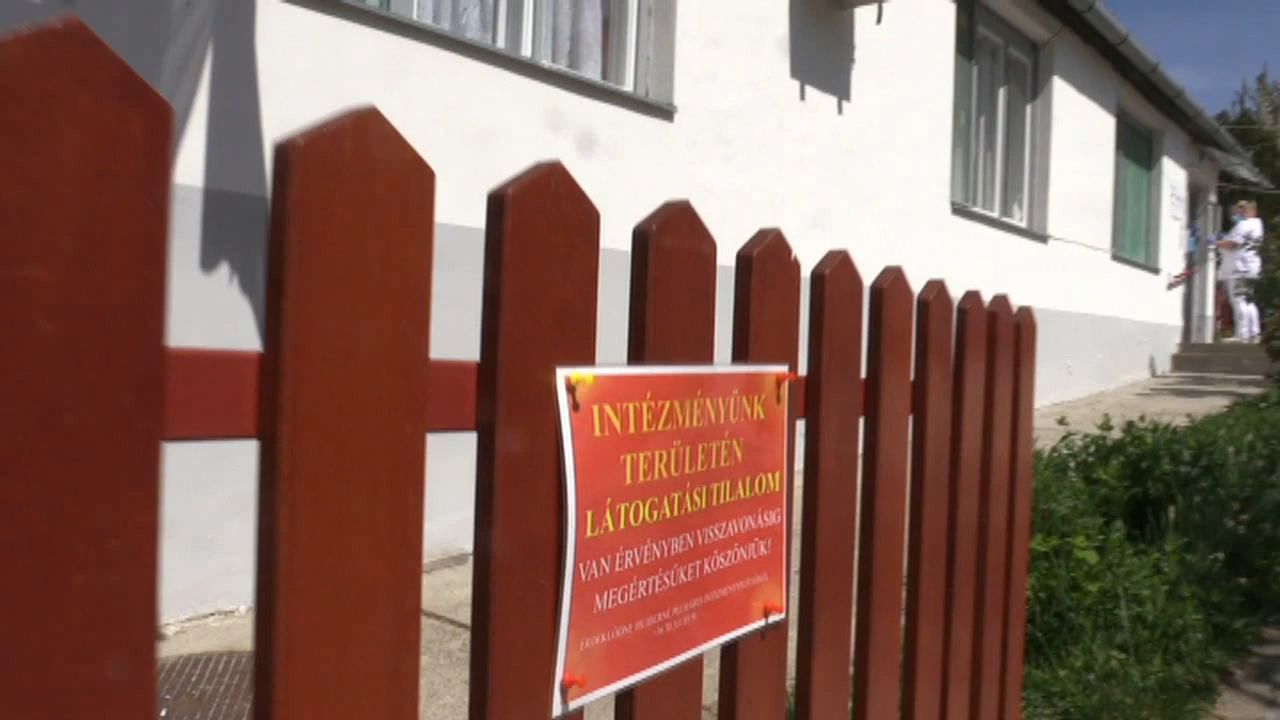 INTÉZMÉNYÜNK
TERÜLETÉN
LÁTOGATÁSI TILALOM
VAN ÉRVÉNYBEN VISSZAVONÁSIG
MEGÉRTÉSÜKET KÖSZÖNJÜK!